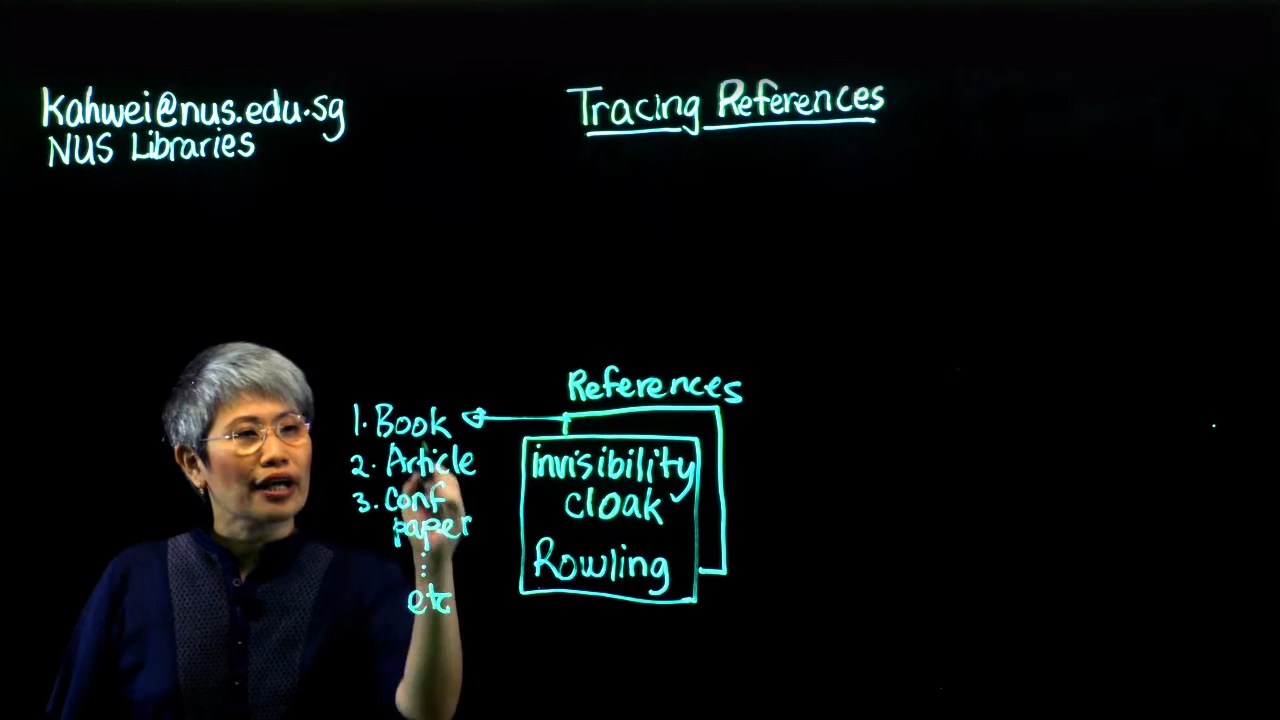 Kahwei@nus.edu.sg
NUS Libraries
Tracing References
References
1. Book
2. Article
3. Conf
paper
⋮
etc
invisibility
cloak
Rowling